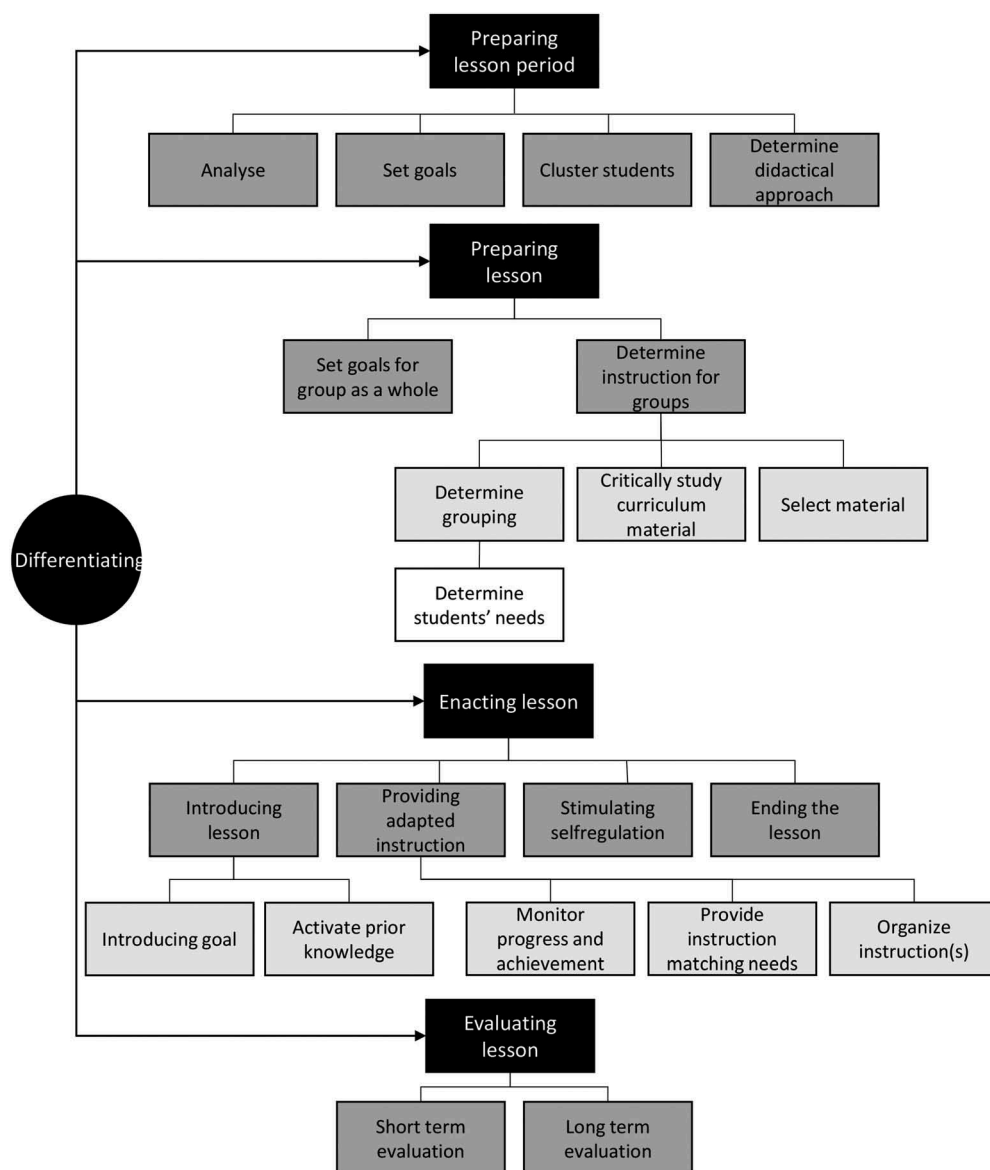 Preparing
lesson period
Analyse
Set goals
Cluster students
Determine
didactical
approach
Preparing
lesson
Set goals for
group as a whole
Determine
instruction for
groups
Determine
grouping
Critically study
curriculum
material
Select material
Differentiating
Determine
students’ needs
Enacting lesson
Introducing
lesson
Providing
adapted
instruction
Stimulating
selfregulation
Ending the
lesson
Introducing goal
Activate prior
knowledge
Monitor
progress and
achievement
Provide
instruction
matching needs
Organize
instruction(s)
Evaluating
lesson
Short term
evaluation
Long term
evaluation